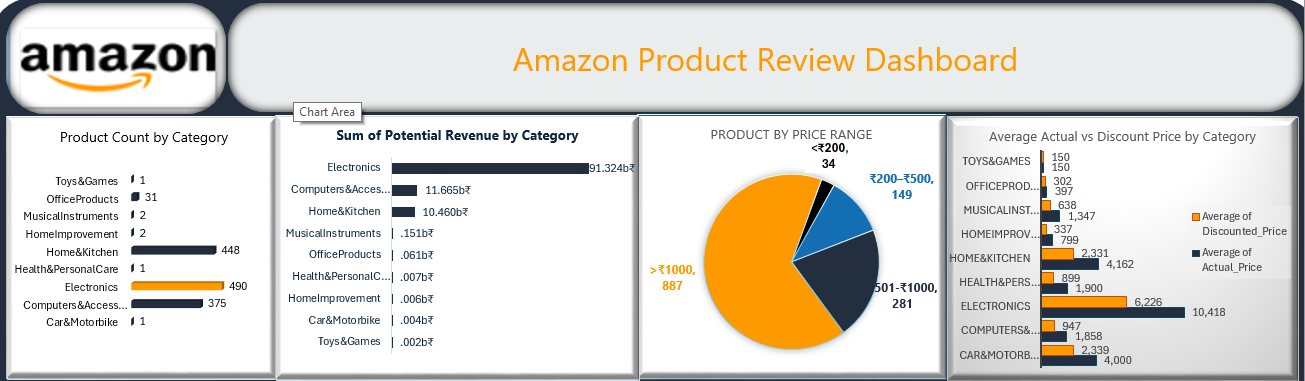 amazon
Amazon Product Review Dashboard
Chart Area
Product Count by Category
Toys&Games 1
OfficeProducts 31
MusicalInstruments 2
HomeImprovement 2
Home&Kitchen 448
Health&PersonalCare 1
Electronics 490
Computers&Access... 375
Car&Motorbike 1
Sum of Potential Revenue by Category
Electronics 91.324b₹
Computers&Acces... 11.665b₹
Home&Kitchen 10.460b₹
MusicalInstruments .151b₹
OfficeProducts .061b₹
Health&PersonalC... .007b₹
HomeImprovement .006b₹
Car&Motorbike .004b₹
Toys&Games .002b₹
PRODUCT BY PRICE RANGE
<₹200,
34
₹200–₹500,
149
501-₹1000,
281
>₹1000,
887
Average Actual vs Discount Price by Category
TOYS&GAMES 150
150
OFFICEPROD... 302
397
MUSICALINST... 638
1,347
HOMEIMPROV... 337
799
HOME&KITCHEN 2,331
4,162
HEALTH&PERS... 899
1,900
ELECTRONICS 6,226
10,418
COMPUTERS&... 947
1,858
CAR&MOTORB... 2,339
4,000
Average of
Discounted_Price
Average of
Actual_Price